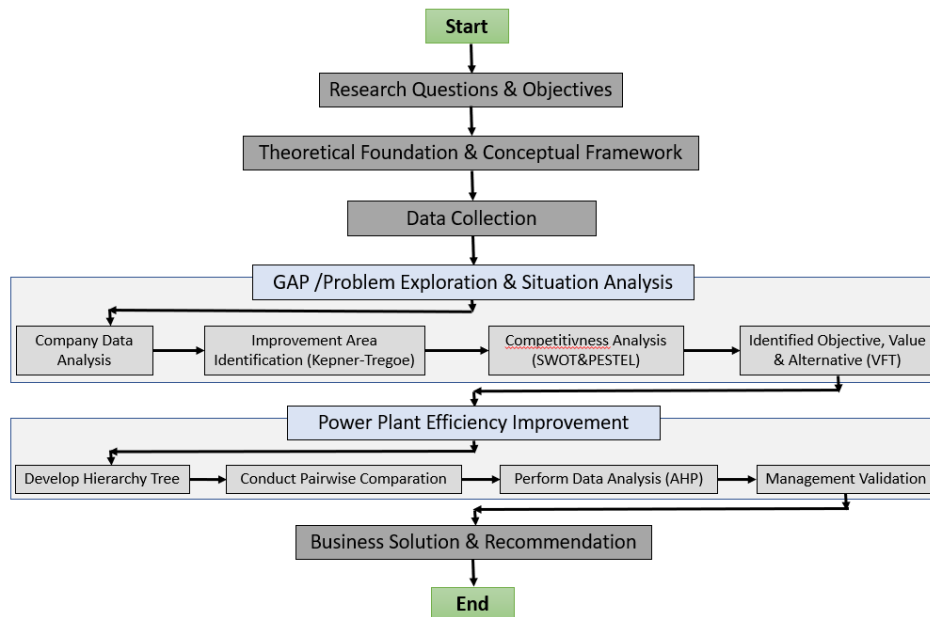 Start
Research Questions & Objectives
Theoretical Foundation & Conceptual Framework
Data Collection
GAP /Problem Exploration & Situation Analysis
Company Data
Analysis
Improvement Area
Identification (Kepner-Tregoe)
Competitivness Analysis
(SWOT&PESTEL)
Identified Objective, Value
& Alternative (VFT)
Power Plant Efficiency Improvement
Develop Hierarchy Tree
Conduct Pairwise Comparation
Perform Data Analysis (AHP)
Management Validation
Business Solution & Recommendation
End